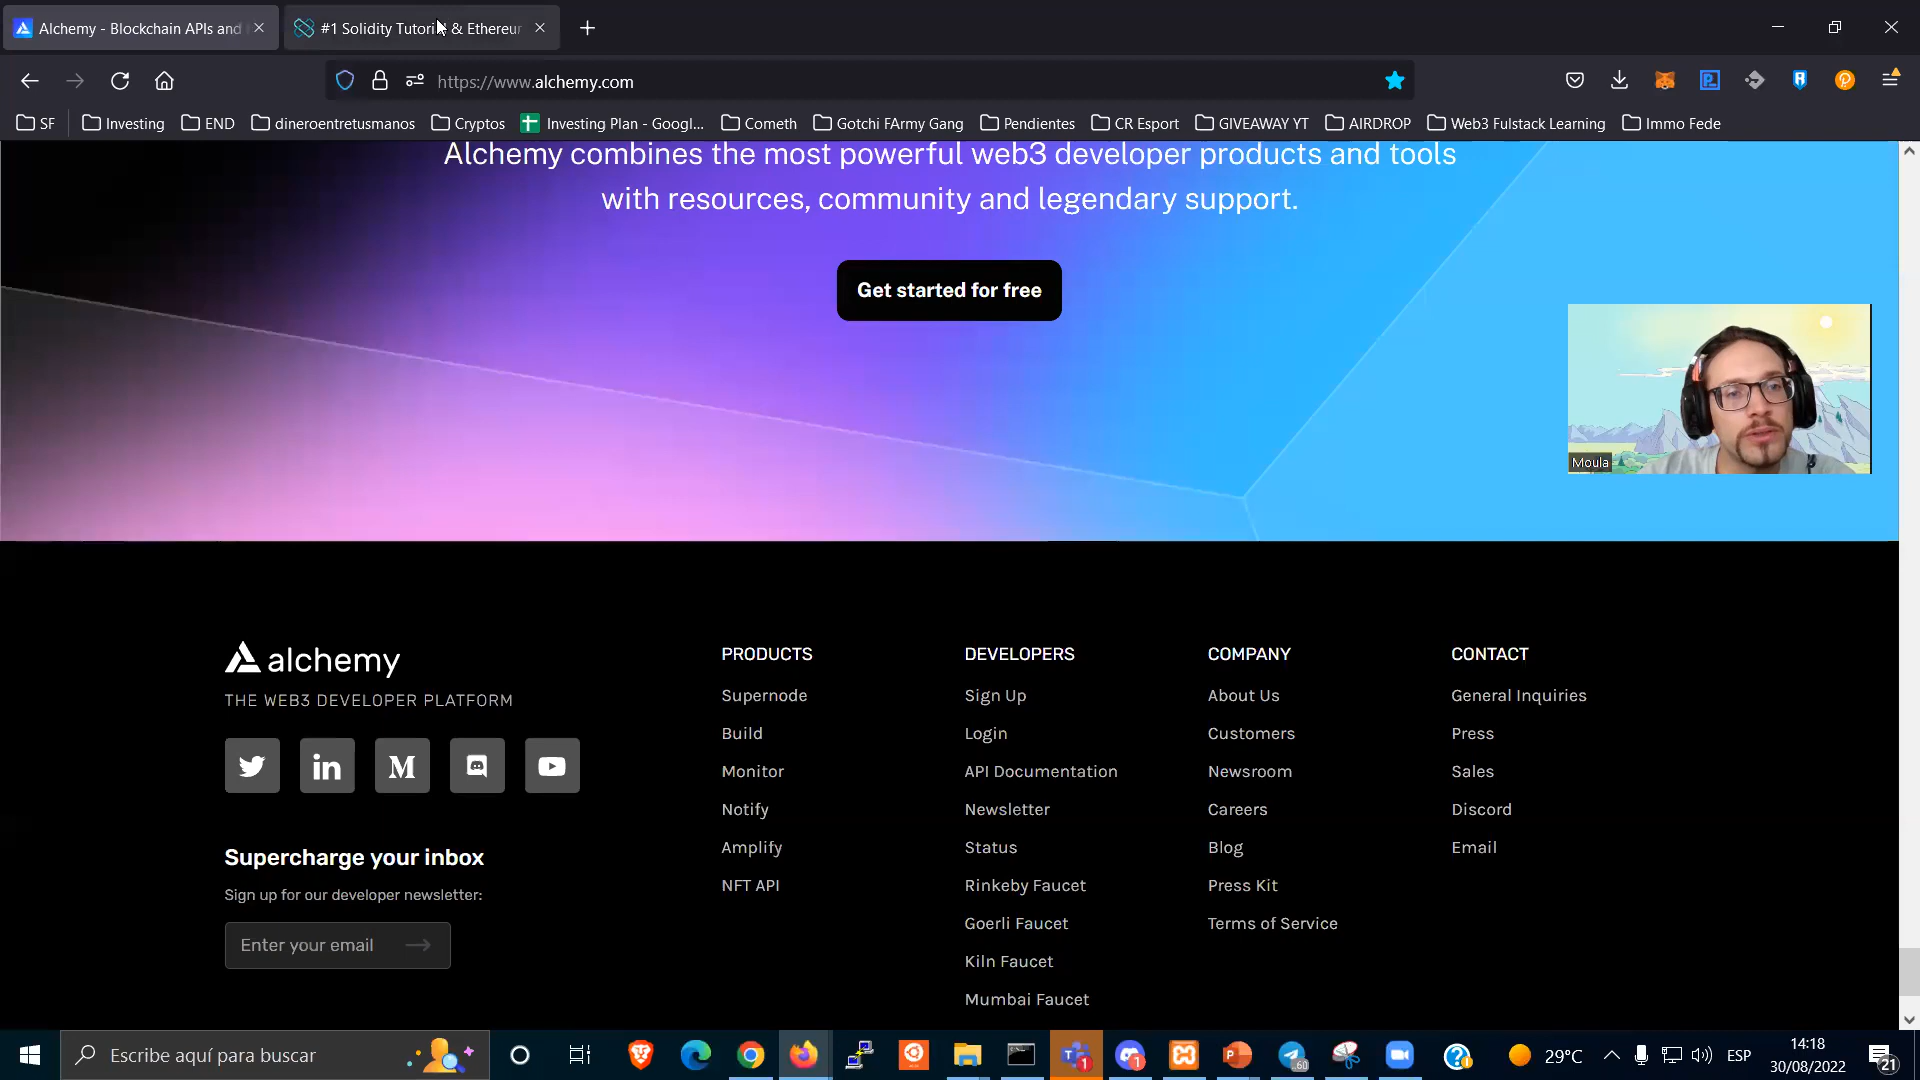 Alchemy - Blockchain APIs and
#1 Solidity Tutori & Ethereur
https://www.alchemy.com
SF
Investing
END
dineroentretusmanos
Cryptos
Investing Plan - Googl...
Cometh
Gotchi FArmy Gang
Pendientes
CR Esport
GIVEAWAY YT
AIRDROP
Web3 Fulstack Learning
Immo Fede
Alchemy combines the most powerful web3 developer products and tools
with resources, community and legendary support.
Get started for free
Moula
alchemy
THE WEB3 DEVELOPER PLATFORM
Supercharge your inbox
Sign up for our developer newsletter:
Enter your email
PRODUCTS
Supernode
Build
Monitor
Notify
Amplify
NFT API
DEVELOPERS
Sign Up
Login
API Documentation
Newsletter
Status
Rinkeby Faucet
Goerli Faucet
Kiln Faucet
Mumbai Faucet
COMPANY
About Us
Customers
Newsroom
Careers
Blog
Press Kit
Terms of Service
CONTACT
General Inquiries
Press
Sales
Discord
Email
Escribe aquí para buscar
1
1
60
29°C
ESP
14:18
30/08/2022
21